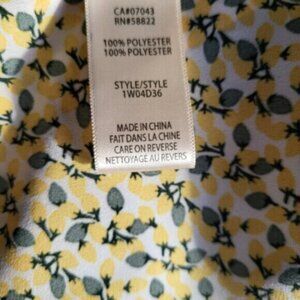 CA#07043
RN#58822
100% POLYESTER
100% POLYESTER
STYLE/STYLE
1W04D36
MADE IN CHINA
FAIT DANS LA CHINE
CARE ON REVERSE
NETTOYAGE AU REVERS